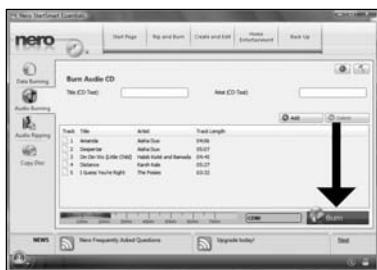 Nero StartSmart Essentials
nero
Start Page
Rip and Burn
Create and Edit
Home Entertainment
Back Up
Data Burning
Audio Burning
Audio Ripping
Copy Disc
Burn Audio CD
Title (CD Text)
Artist (CD Text)
Add
Delete
Track Title Artist Track Length
1 Amanda Aisha Duo 04:06
2 Despertar Aisha Duo 05:07
3 Din Din Wo (Little Child) Habib Koité and Bamada 04:45
4 Distance Karsh Kale 05:27
5 I Guess You're Right The Posies 03:32
CDRW
Burn
NEWS
Nero Frequently Asked Questions
Upgrade today!
Next